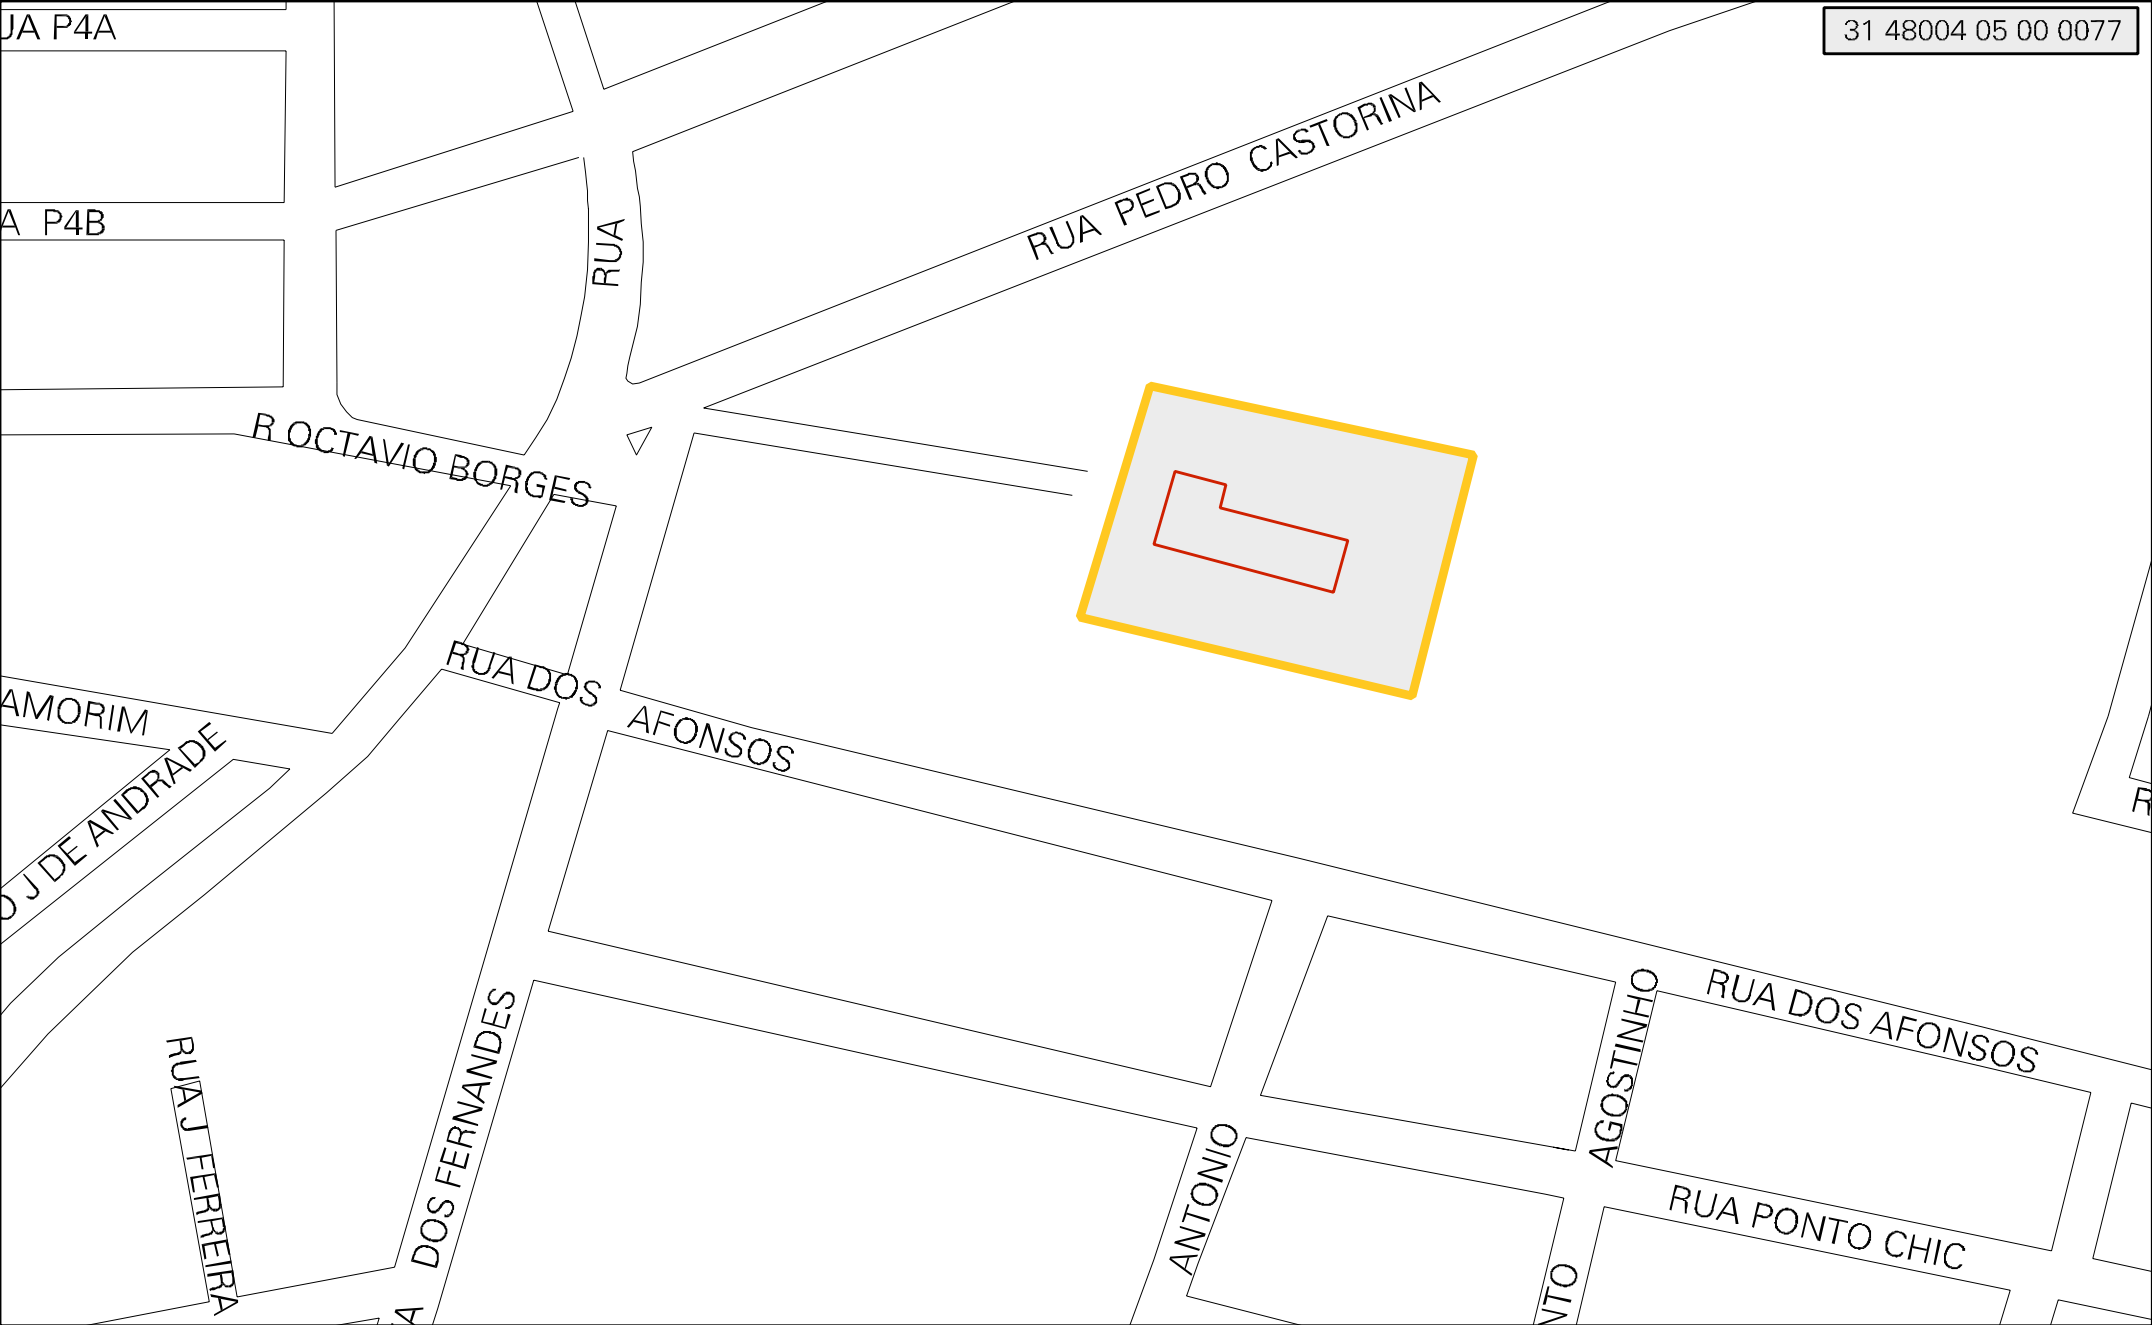 UA P4A
31 48004 05 00 0077
RUA PEDRO CASTORINA
A P4B
RUA
R OCTAVIO BORGES
RUA DOS AFONSOS
AMORIM
O J DE ANDRADE
R
RUA DOS AFONSOS
AGOSTINHO
DOS FERNANDES
RUA J FERREIRA
ANTONIO
RUA PONTO CHIC
NTO
A